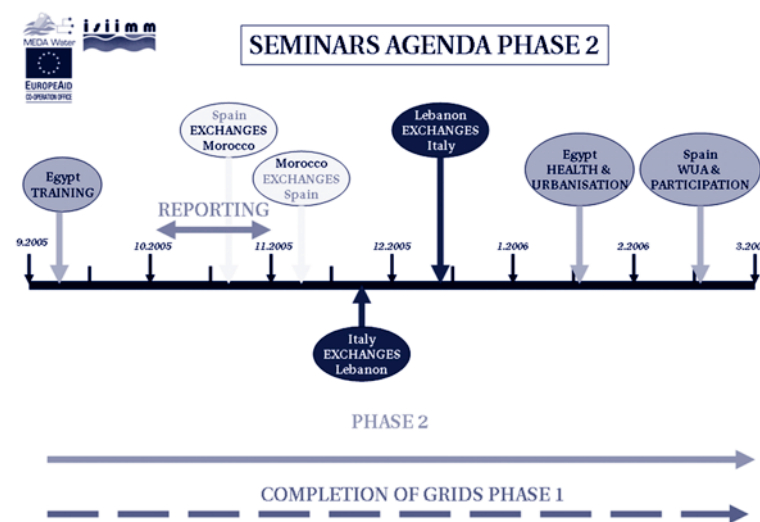 isiimm
MEDA Water
EUROPEAID
CO-OPERATION OFFICE
SEMINARS AGENDA PHASE 2
Spain
EXCHANGES
Morocco
Lebanon
EXCHANGES
Italy
Egypt
TRAINING
Morocco
EXCHANGES
Spain
Egypt
HEALTH &
URBANISATION
Spain
WUA &
PARTICIPATION
REPORTING
9.2005
10.2005
11.2005
12.2005
1.2006
2.2006
3.200
Italy
EXCHANGES
Lebanon
PHASE 2
COMPLETION OF GRIDS PHASE 1